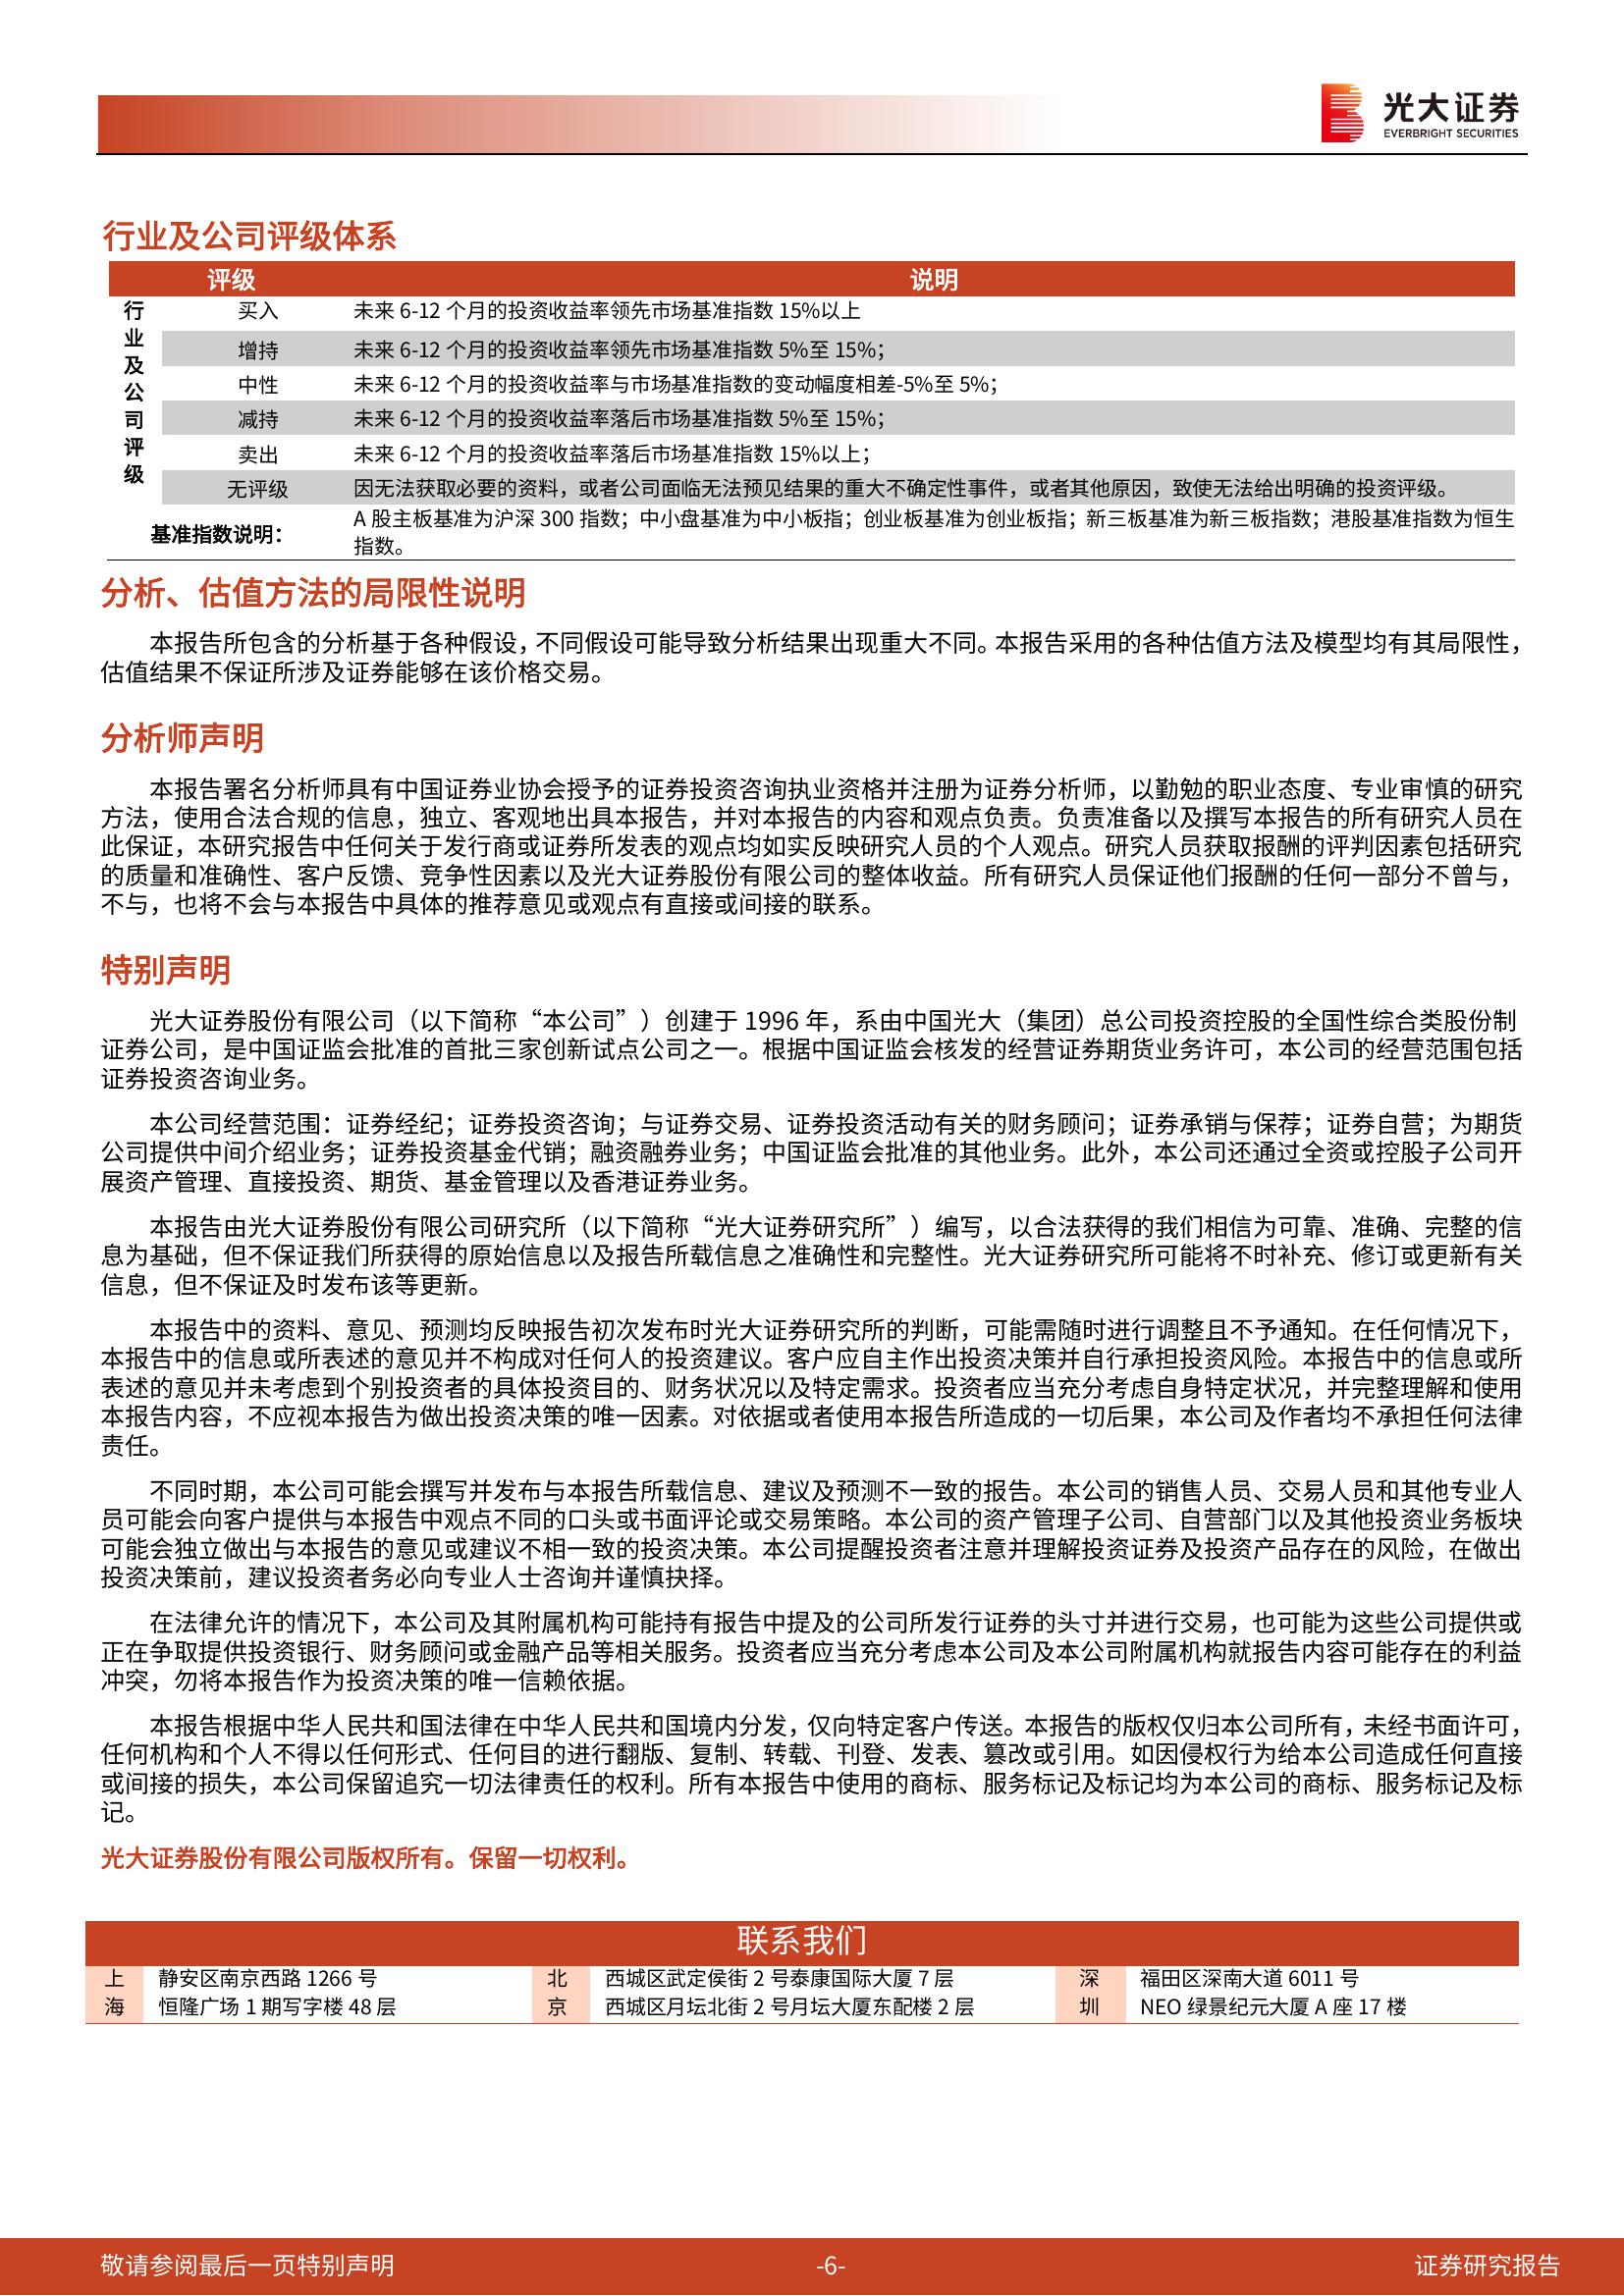 光大证券
EVERBRIGHT SECURITIES
行业及公司评级体系
评级 说明
行业及公司评级
买入 未来 6-12 个月的投资收益率领先市场基准指数 15%以上
增持 未来 6-12 个月的投资收益率领先市场基准指数 5%至 15%；
中性 未来 6-12 个月的投资收益率与市场基准指数的变动幅度相差-5%至 5%；
减持 未来 6-12 个月的投资收益率落后市场基准指数 5%至 15%；
卖出 未来 6-12 个月的投资收益率落后市场基准指数 15%以上；
无评级 因无法获取必要的资料，或者公司面临无法预见结果的重大不确定性事件，或者其他原因，致使无法给出明确的投资评级。
基准指数说明： A 股主板基准为沪深 300 指数；中小盘基准为中小板指；创业板基准为创业板指；新三板基准为新三板指数；港股基准指数为恒生
指数。
分析、估值方法的局限性说明
本报告所包含的分析基于各种假设，不同假设可能导致分析结果出现重大不同。本报告采用的各种估值方法及模型均有其局限性，
估值结果不保证所涉及证券能够在该价格交易。
分析师声明
本报告署名分析师具有中国证券业协会授予的证券投资咨询执业资格并注册为证券分析师，以勤勉的职业态度、专业审慎的研究
方法，使用合法合规的信息，独立、客观地出具本报告，并对本报告的内容和观点负责。负责准备以及撰写本报告的所有研究人员在
此保证，本研究报告中任何关于发行商或证券所发表的观点均如实反映研究人员的个人观点。研究人员获取报酬的评判因素包括研究
的质量和准确性、客户反馈、竞争性因素以及光大证券股份有限公司的整体收益。所有研究人员保证他们报酬的任何一部分不曾与，
不与，也将不会与本报告中具体的推荐意见或观点有直接或间接的联系。
特别声明
光大证券股份有限公司（以下简称“本公司”）创建于 1996 年，系由中国光大（集团）总公司投资控股的全国性综合类股份制
证券公司，是中国证监会批准的首批三家创新试点公司之一。根据中国证监会核发的经营证券期货业务许可，本公司的经营范围包括
证券投资咨询业务。
本公司经营范围：证券经纪；证券投资咨询；与证券交易、证券投资活动有关的财务顾问；证券承销与保荐；证券自营；为期货
公司提供中间介绍业务；证券投资基金代销；融资融券业务；中国证监会批准的其他业务。此外，本公司还通过全资或控股子公司开
展资产管理、直接投资、期货、基金管理以及香港证券业务。
本报告由光大证券股份有限公司研究所（以下简称“光大证券研究所”）编写，以合法获得的我们相信为可靠、准确、完整的信
息为基础，但不保证我们所获得的原始信息以及报告所载信息之准确性和完整性。光大证券研究所可能将不时补充、修订或更新有关
信息，但不保证及时发布该等更新。
本报告中的资料、意见、预测均反映报告初次发布时光大证券研究所的判断，可能需随时进行调整且不予通知。在任何情况下，
本报告中的信息或所表述的意见并不构成对任何人的投资建议。客户应自主作出投资决策并自行承担投资风险。本报告中的信息或所
表述的意见并未考虑到个别投资者的具体投资目的、财务状况以及特定需求。投资者应当充分考虑自身特定状况，并完整理解和使用
本报告内容，不应视本报告为做出投资决策的唯一因素。对依据或者使用本报告所造成的一切后果，本公司及作者均不承担任何法律
责任。
不同时期，本公司可能会撰写并发布与本报告所载信息、建议及预测不一致的报告。本公司的销售人员、交易人员和其他专业人
员可能会向客户提供与本报告中观点不同的口头或书面评论或交易策略。本公司的资产管理子公司、自营部门以及其他投资业务板块
可能会独立做出与本报告的意见或建议不相一致的投资决策。本公司提醒投资者注意并理解投资证券及投资产品存在的风险，在做出
投资决策前，建议投资者务必向专业人士咨询并谨慎抉择。
在法律允许的情况下，本公司及其附属机构可能持有报告中提及的公司所发行证券的头寸并进行交易，也可能为这些公司提供或
正在争取提供投资银行、财务顾问或金融产品等相关服务。投资者应当充分考虑本公司及本公司附属机构就报告内容可能存在的利益
冲突，勿将本报告作为投资决策的唯一信赖依据。
本报告根据中华人民共和国法律在中华人民共和国境内分发，仅向特定客户传送。本报告的版权仅归本公司所有，未经书面许可，
任何机构和个人不得以任何形式、任何目的进行翻版、复制、转载、刊登、发表、篡改或引用。如因侵权行为给本公司造成任何直接
或间接的损失，本公司保留追究一切法律责任的权利。所有本报告中使用的商标、服务标记及标记均为本公司的商标、服务标记及标
记。
光大证券股份有限公司版权所有。保留一切权利。
联系我们
上 静安区南京西路 1266 号 北 西城区武定侯街 2 号泰康国际大厦 7 层 深 福田区深南大道 6011 号
海 恒隆广场 1 期写字楼 48 层 京 西城区月坛北街 2 号月坛大厦东配楼 2 层 圳 NEO 绿景纪元大厦 A 座 17 楼
敬请参阅最后一页特别声明 -6- 证券研究报告